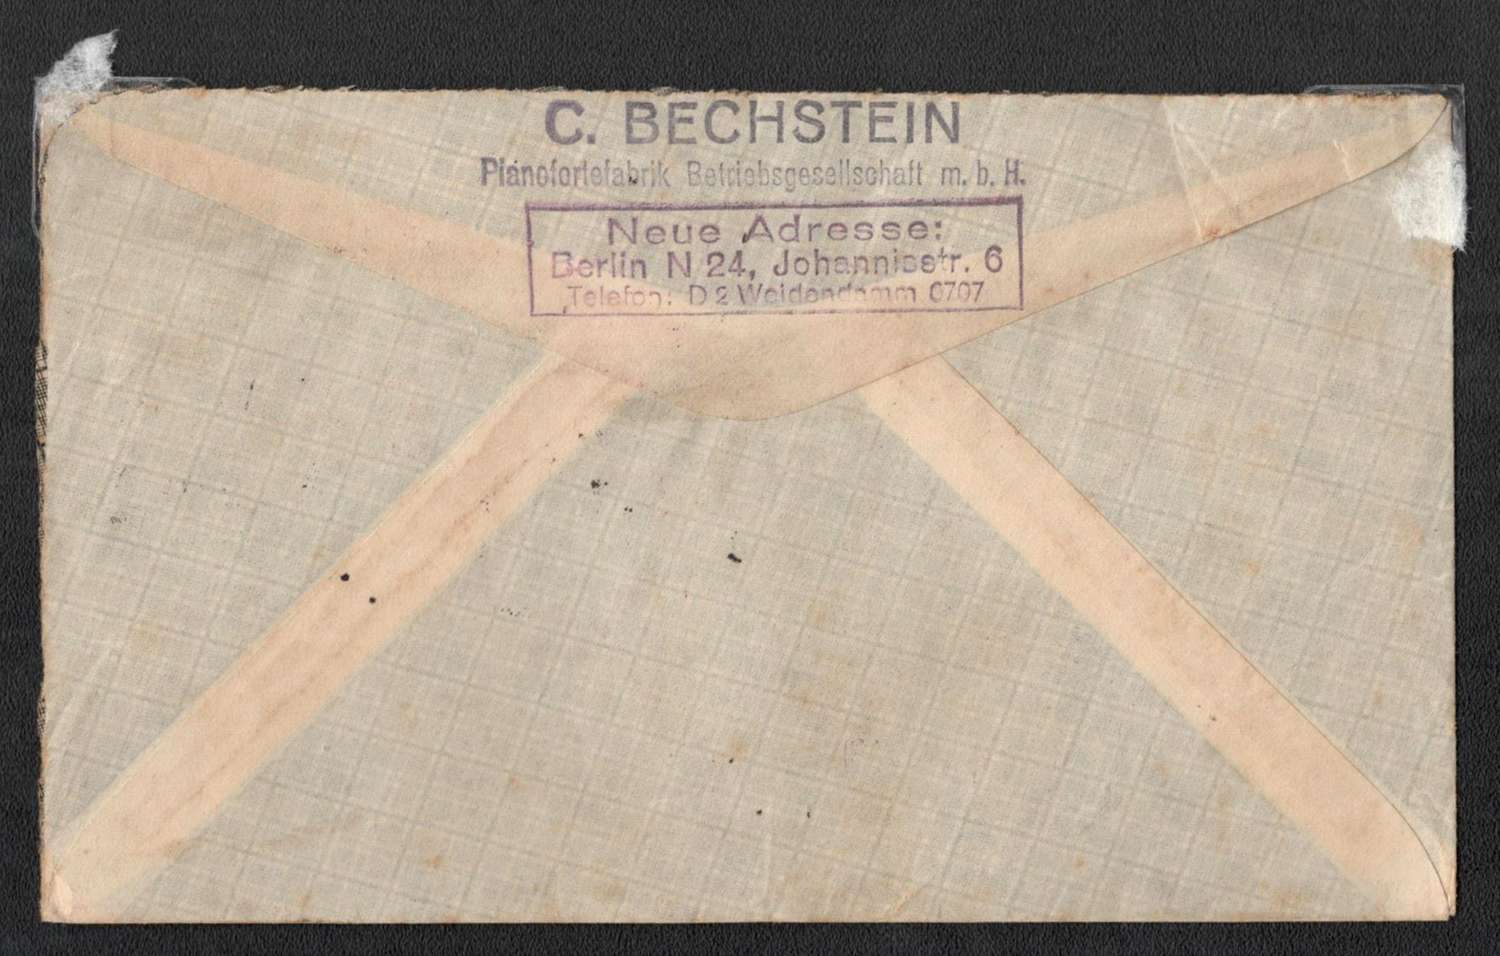 C. BECHSTEIN
Pianofortefabrik Betriebsgesellschaft m. b. H.
Neue Adresse:
Berlin N 24, Johannisstr. 6
Telefon: D 2 Weidendamm 0707